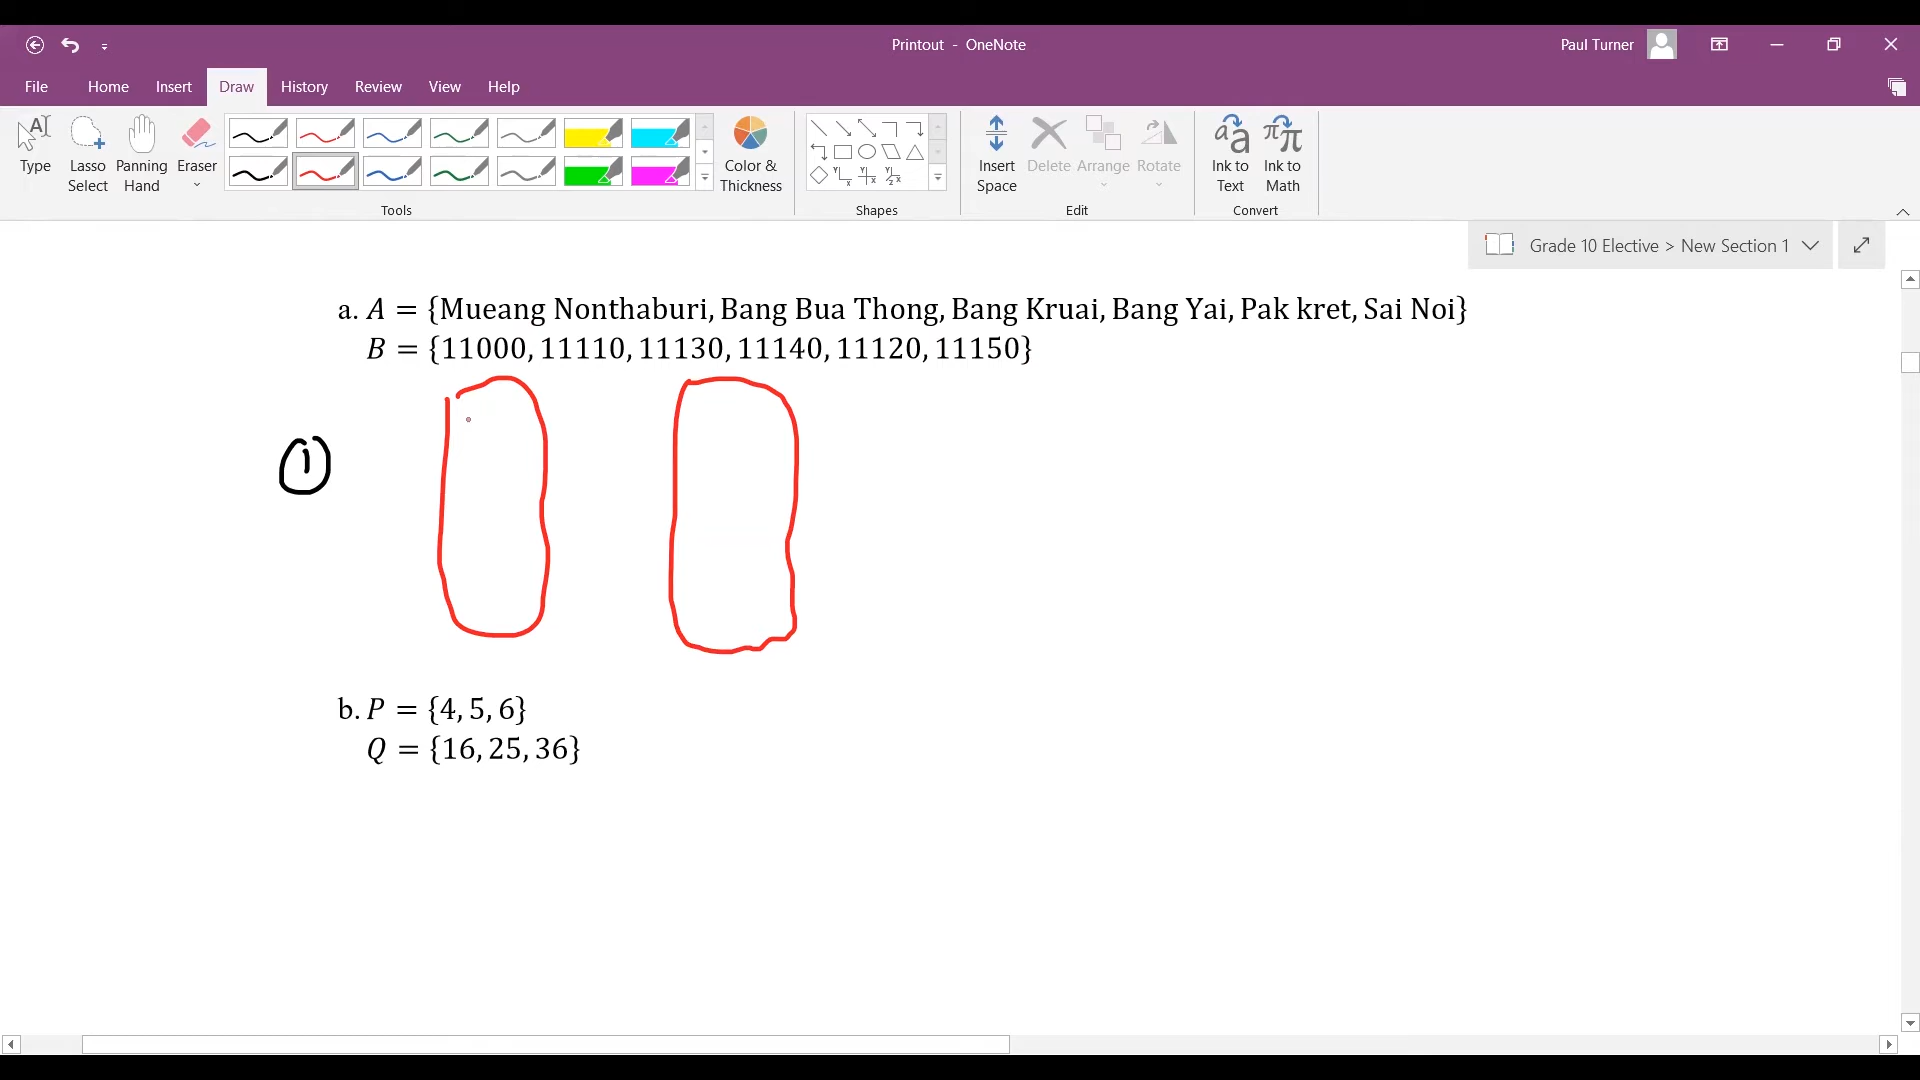 Printout - OneNote
Paul Turner
File Home Insert Draw History Review View Help
Type
Lasso Select
Panning Hand
Eraser
Color & Thickness
Insert Space
Delete
Arrange
Rotate
Ink to Text
Ink to Math
Tools
Shapes
Edit
Convert
Grade 10 Elective > New Section 1
a. A = {Mueang Nonthaburi, Bang Bua Thong, Bang Kruai, Bang Yai, Pak kret, Sai Noi}
B = {11000, 11110, 11130, 11140, 11120, 11150}
1
b. P = {4, 5, 6}
Q = {16, 25, 36}